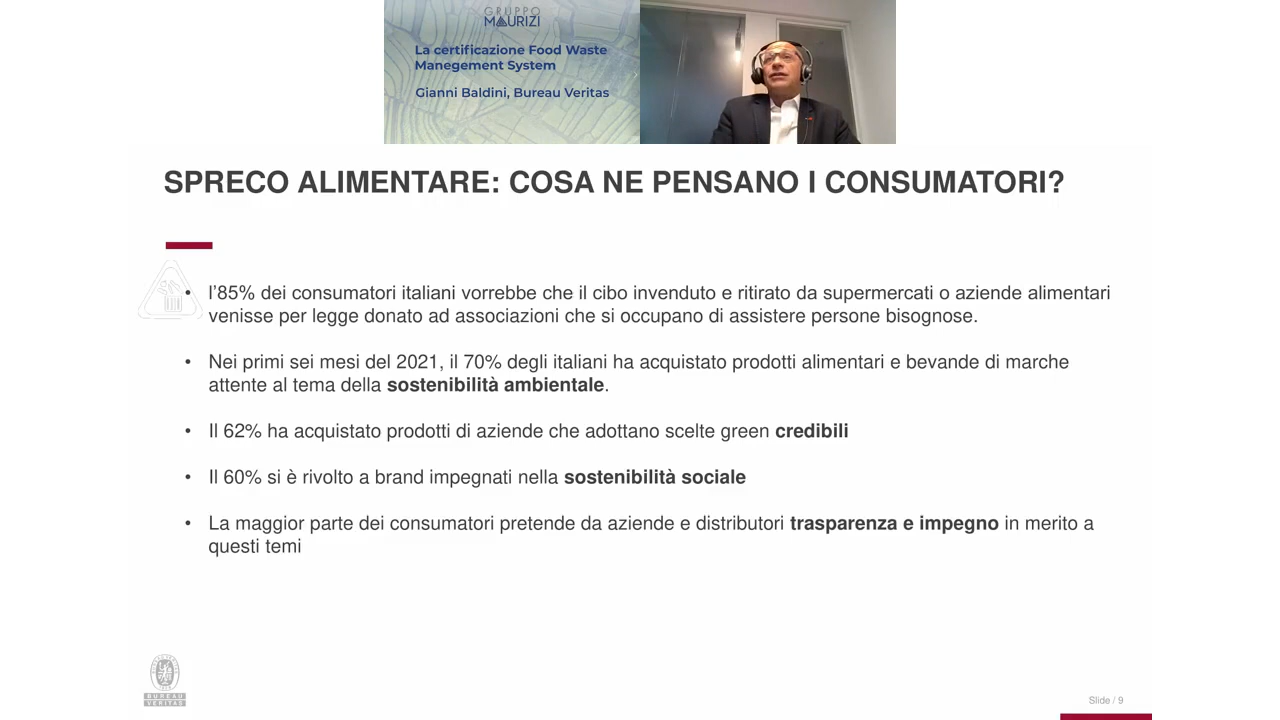 GRUPPO
MAURIZI
La certificazione Food Waste
Manegement System
Gianni Baldini, Bureau Veritas
SPRECO ALIMENTARE: COSA NE PENSANO I CONSUMATORI?
• l'85% dei consumatori italiani vorrebbe che il cibo invenduto e ritirato da supermercati o aziende alimentari
venisse per legge donato ad associazioni che si occupano di assistere persone bisognose.
• Nei primi sei mesi del 2021, il 70% degli italiani ha acquistato prodotti alimentari e bevande di marche
attente al tema della sostenibilità ambientale.
• Il 62% ha acquistato prodotti di aziende che adottano scelte green credibili
• Il 60% si è rivolto a brand impegnati nella sostenibilità sociale
• La maggior parte dei consumatori pretende da aziende e distributori trasparenza e impegno in merito a
questi temi
BUREAU
VERITAS
Slide / 9